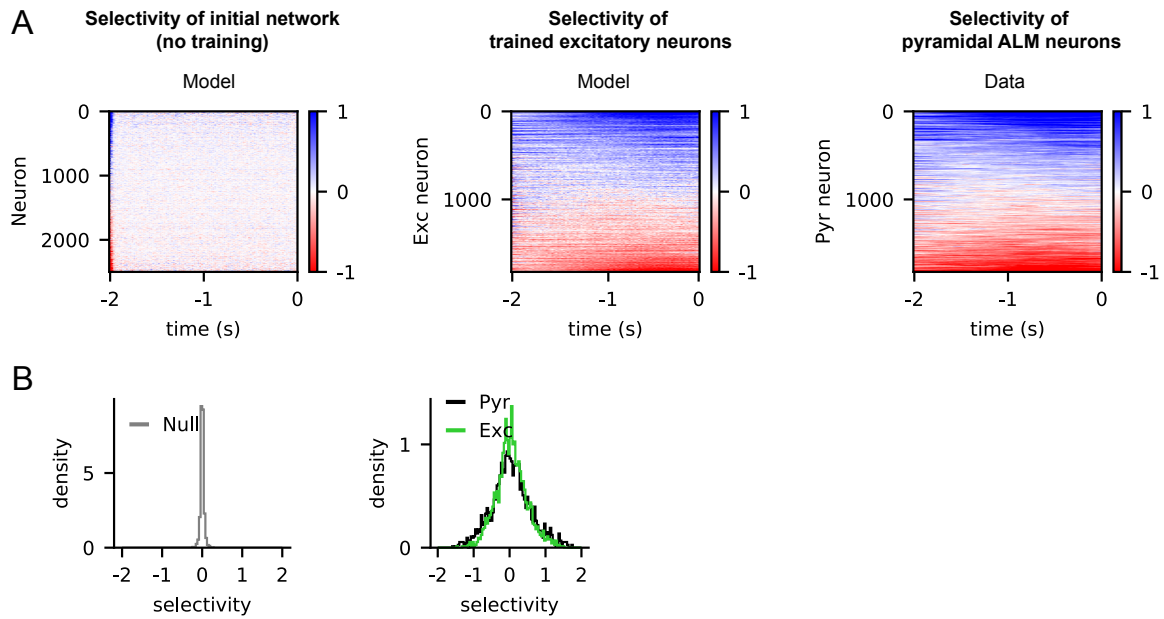 A
Selectivity of initial network
(no training)
Model
Neuron
0
1000
2000
-2
-1
0
time (s)
1
0
-1
Selectivity of
trained excitatory neurons
Model
Exc neuron
0
1000
-2
-1
0
time (s)
1
0
-1
Selectivity of
pyramidal ALM neurons
Data
Pyr neuron
0
1000
-2
-1
0
time (s)
1
0
-1
B
Null
density
5
0
-2 -1 0 1 2
selectivity
Pyr
Exc
density
1
0
-2 -1 0 1 2
selectivity